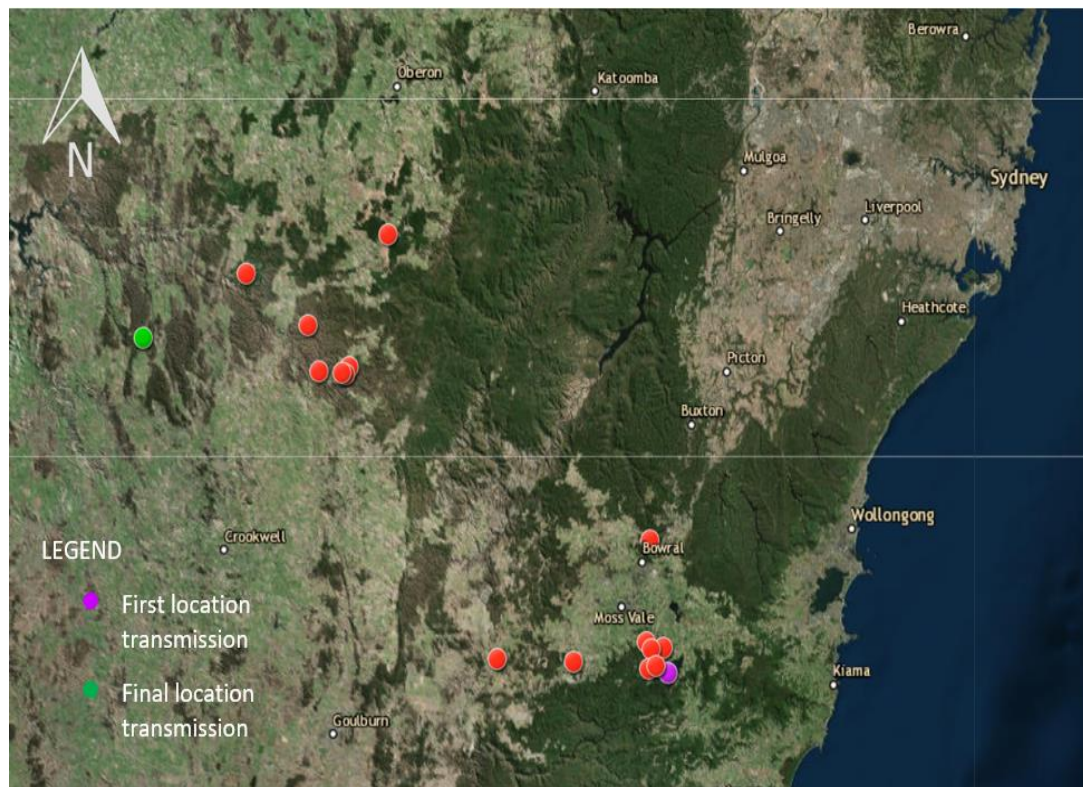 Berowra
Oberon
Katoomba
N
Mulgoa
Sydney
Liverpool
Bringelly
Heathcote
Picton
Buxton
Wollongong
Crookwell
LEGEND
Bowral
First location
transmission
Moss Vale
Kiama
Final location
transmission
Goulburn